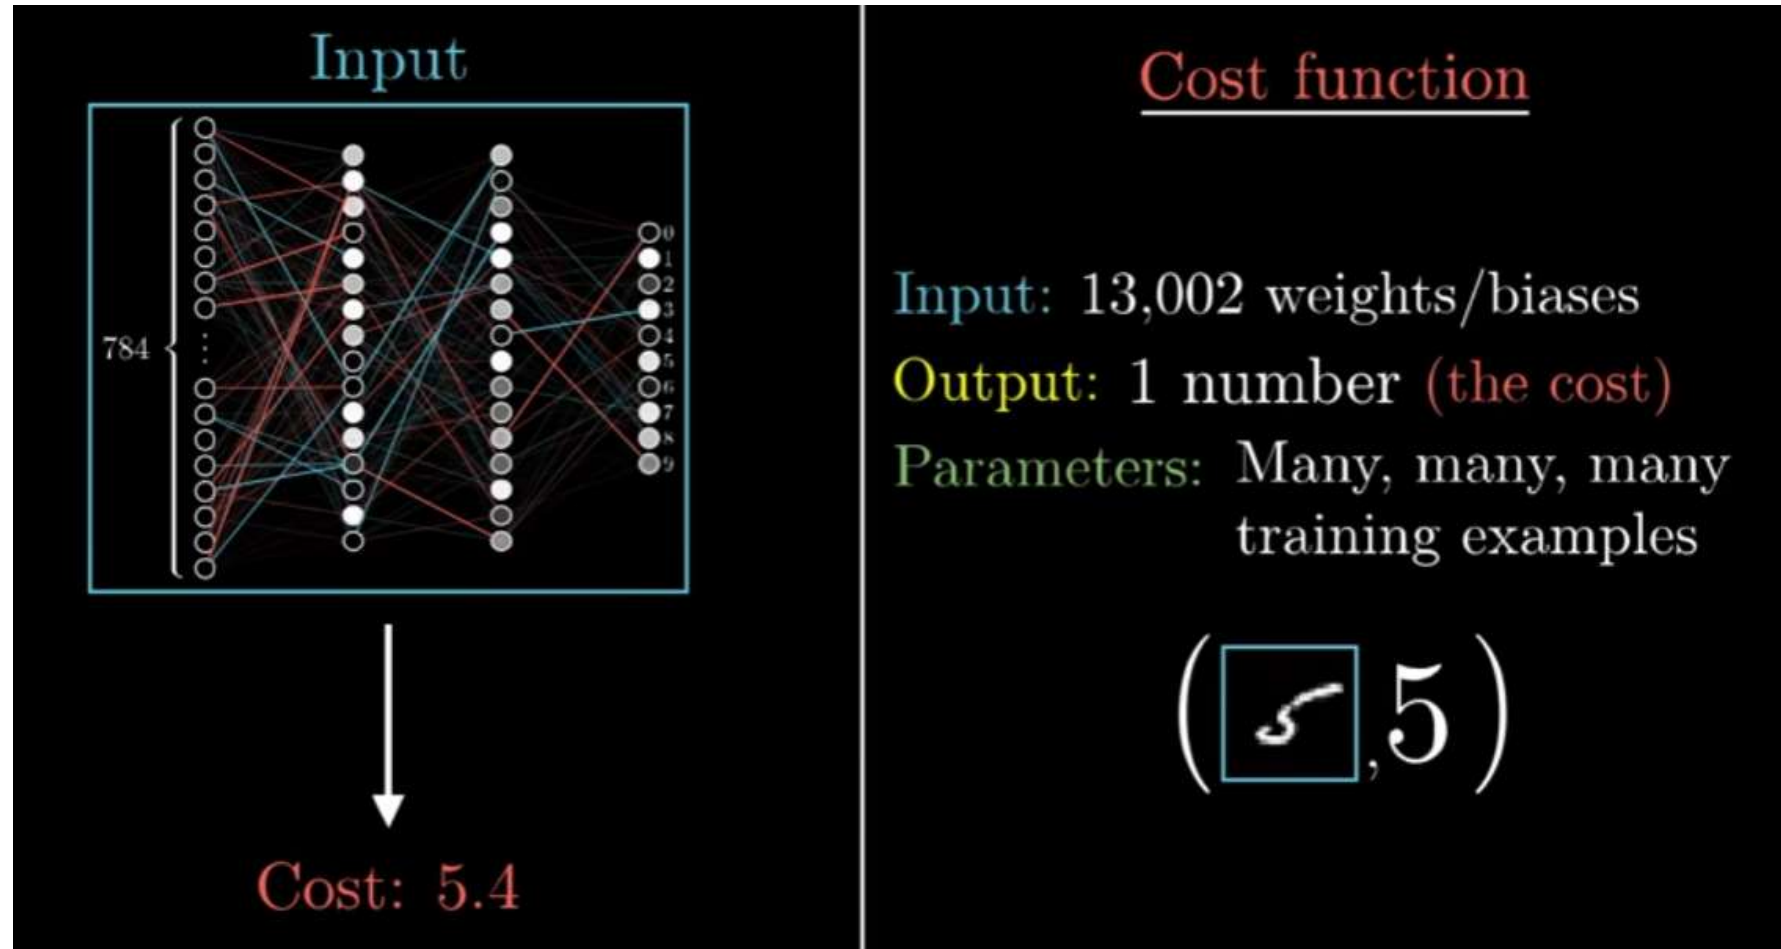 Input
784
0
1
2
3
4
5
6
7
8
9
Cost: 5.4
Cost function
Input: 13,002 weights/biases
Output: 1 number (the cost)
Parameters: Many, many, many
training examples
(5, 5)